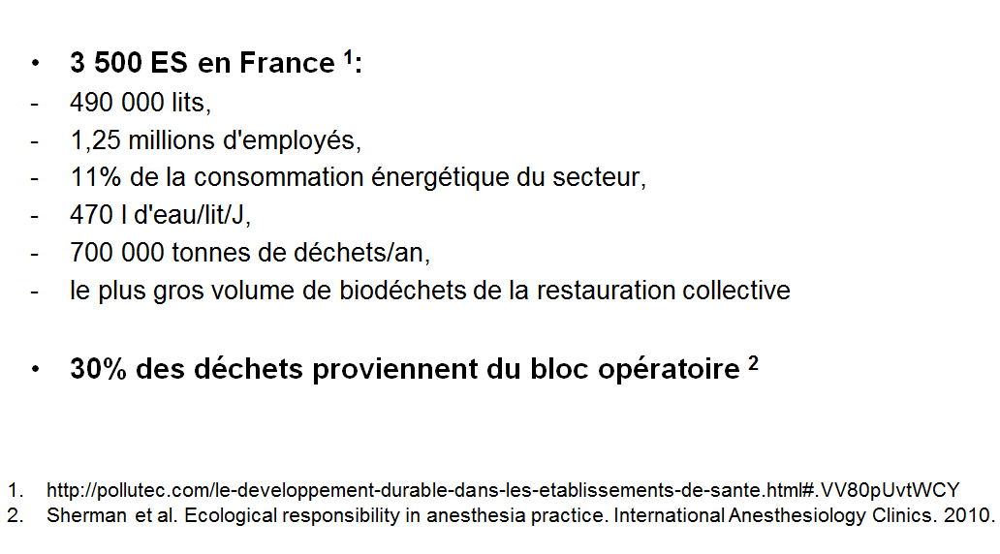 • 3 500 ES en France ¹:
- 490 000 lits,
- 1,25 millions d'employés,
- 11% de la consommation énergétique du secteur,
- 470 l d'eau/lit/J,
- 700 000 tonnes de déchets/an,
- le plus gros volume de biodéchets de la restauration collective
• 30% des déchets proviennent du bloc opératoire ²
1. http://pollutec.com/le-developpement-durable-dans-les-etablissements-de-sante.html#.VV80pUvtWCY
2. Sherman et al. Ecological responsibility in anesthesia practice. International Anesthesiology Clinics. 2010.